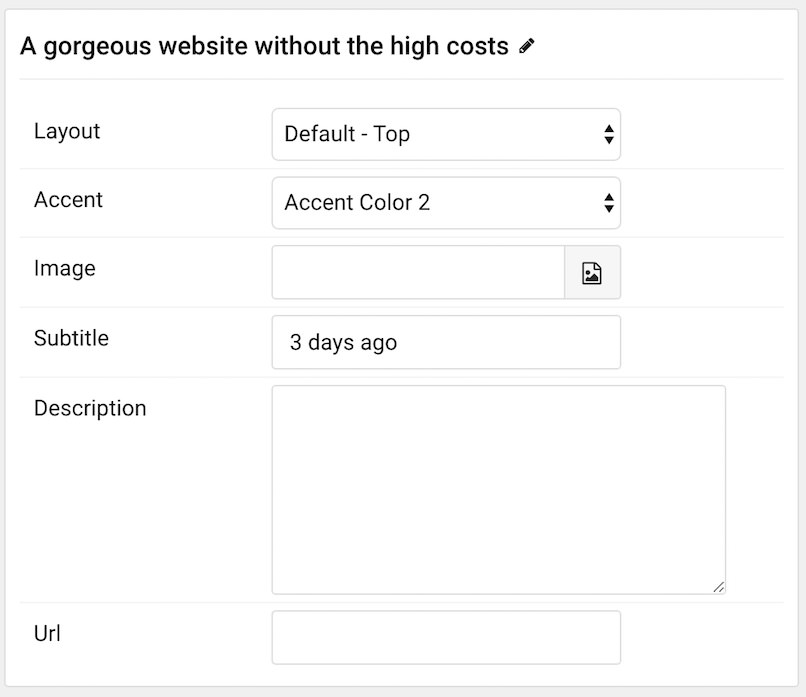 A gorgeous website without the high costs
Layout
Default - Top
Accent
Accent Color 2
Image
Subtitle
3 days ago
Description
Url